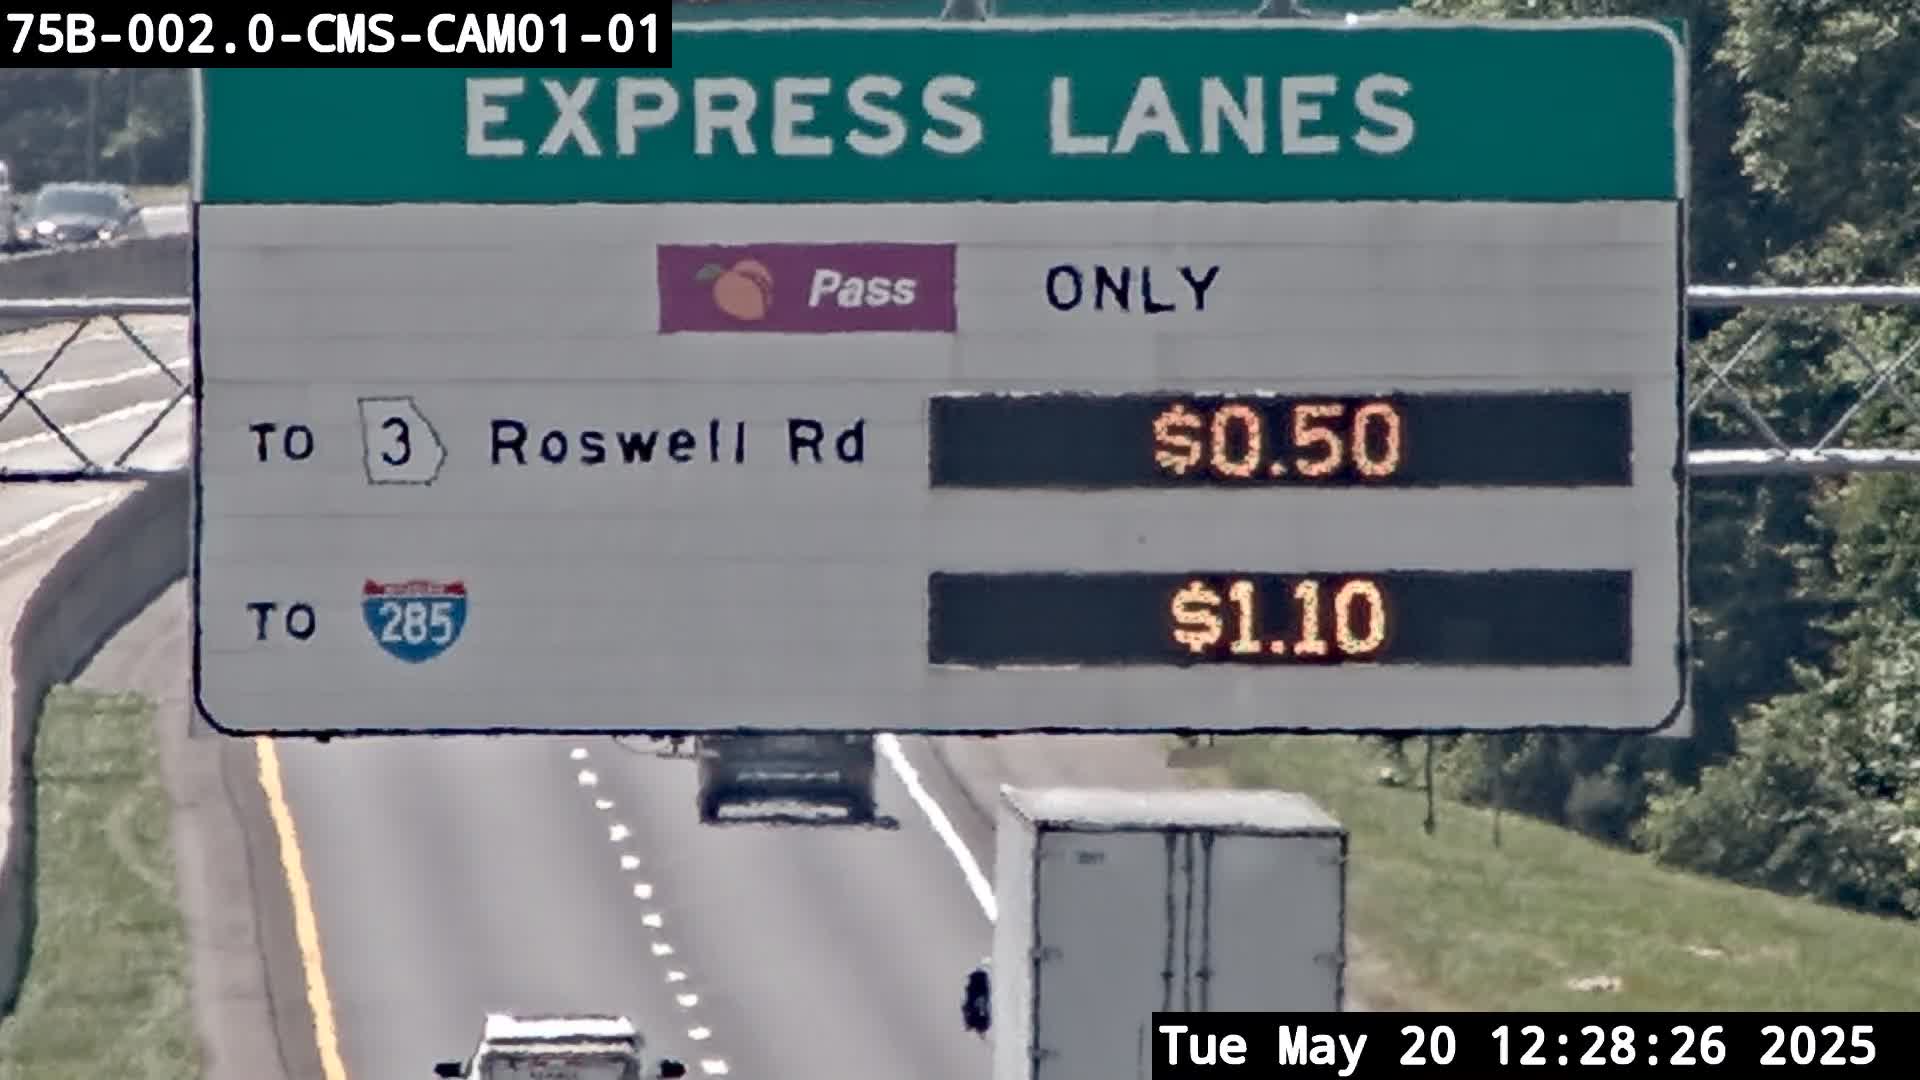 75B-002.0-CMS-CAM01-01
EXPRESS LANES
Pass ONLY
TO 3 Roswell Rd $0.50
TO 285 $1.10
Tue May 20 12:28:26 2025